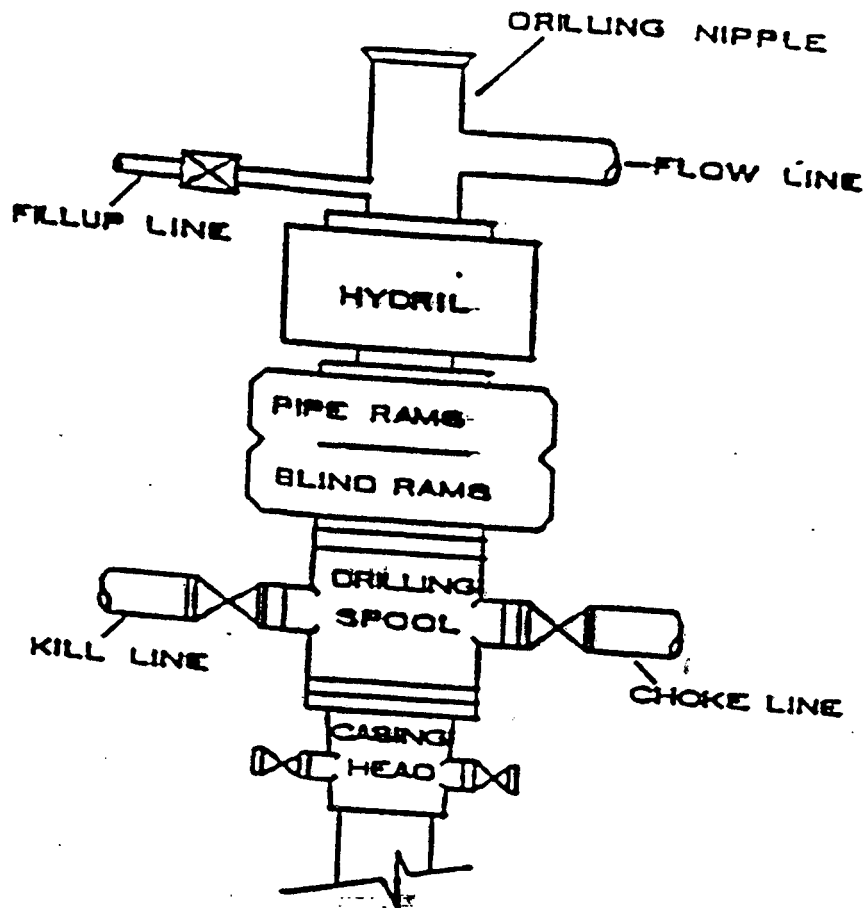 DRILLING NIPPLE
FLOW LINE
FILLUP LINE
HYDRIL
PIPE RAMS
BLIND RAMS
DRILLING
SPOOL
KILL LINE
CHOKE LINE
CASING
HEAD